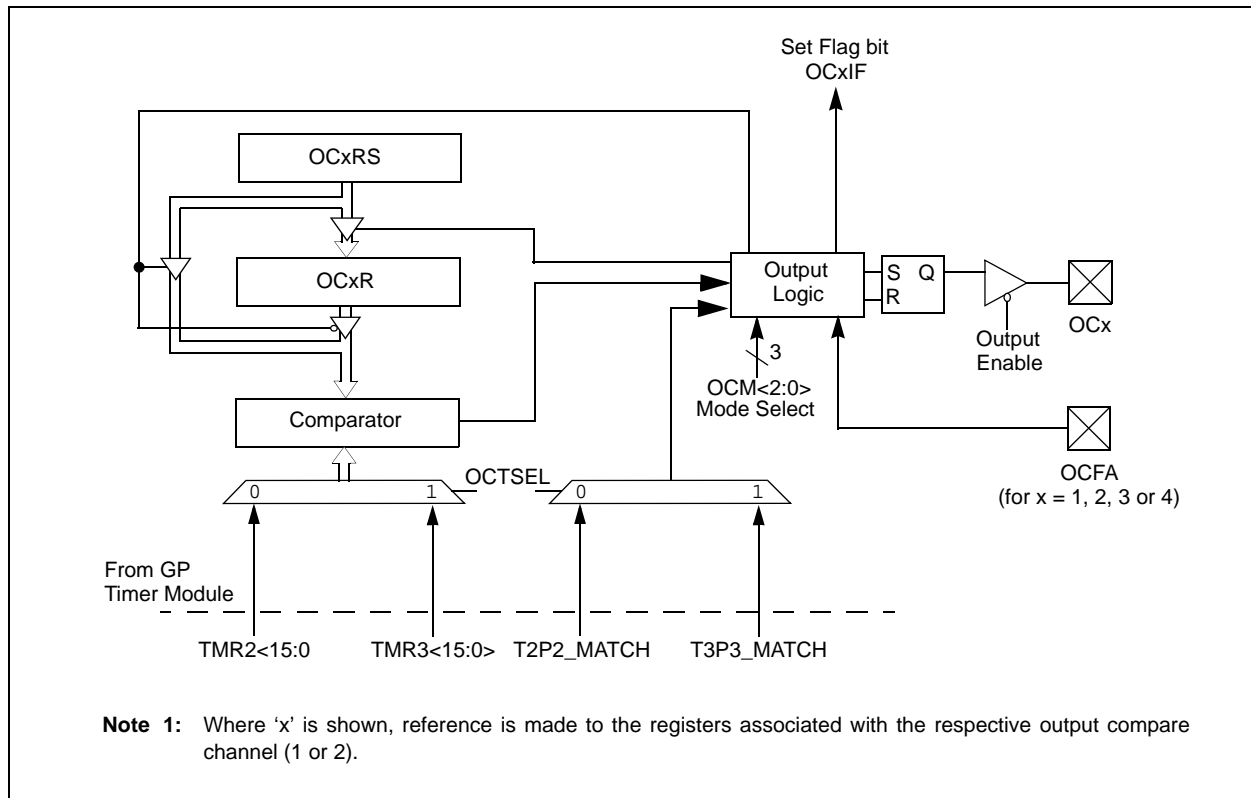 Set Flag bit
OCxIF
OCxRS
OCxR
Output
Logic
S Q
R
OCx
Output
Enable
3
OCM<2:0>
Mode Select
Comparator
OCFA
(for x = 1, 2, 3 or 4)
OCTSEL
0 1
0 1
From GP
Timer Module
TMR2<15:0 TMR3<15:0> T2P2_MATCH T3P3_MATCH
Note 1: Where ‘x’ is shown, reference is made to the registers associated with the respective output compare
channel (1 or 2).